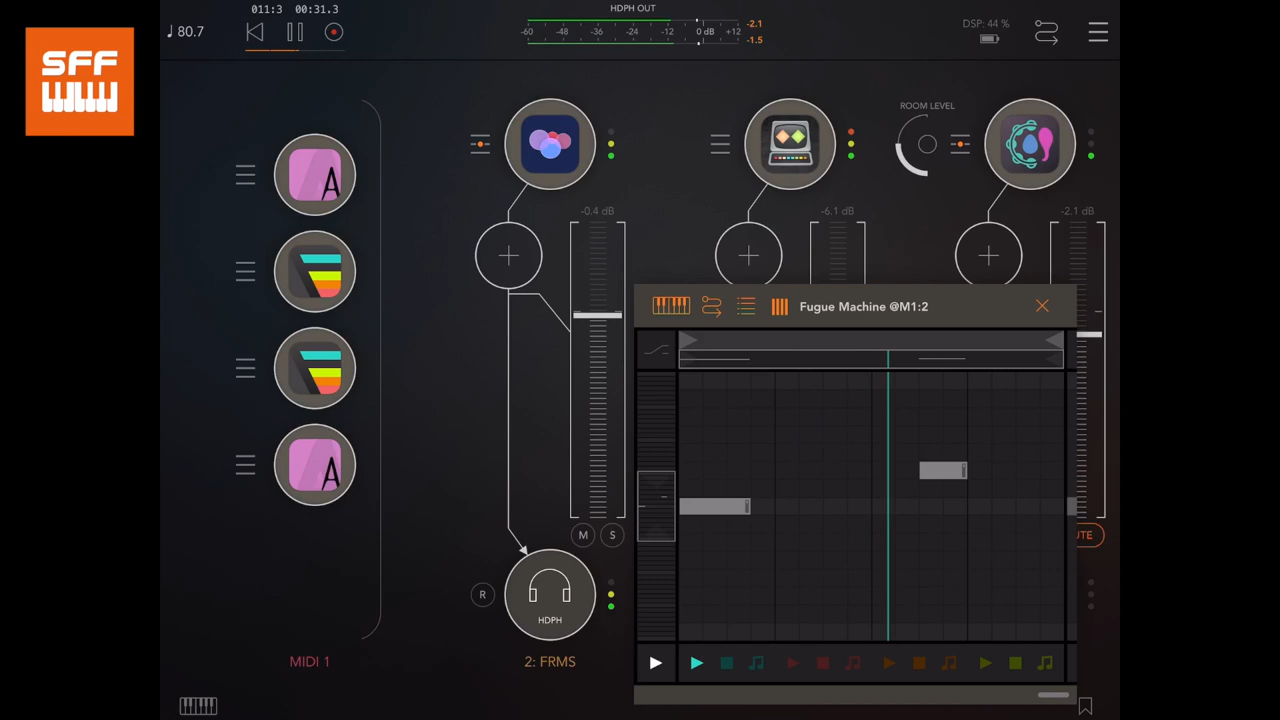 SFF
80.7
011:3 00:31.3
HDPH OUT
-60 -48 -36 -24 -12 0 dB +12
-2.1
-1.5
DSP: 44 %
ROOM LEVEL
A
A
-0.4 dB
-6.1 dB
-2.1 dB
Fugue Machine @M1:2
M S
UTE
R
HDPH
MIDI 1
2: FRMS